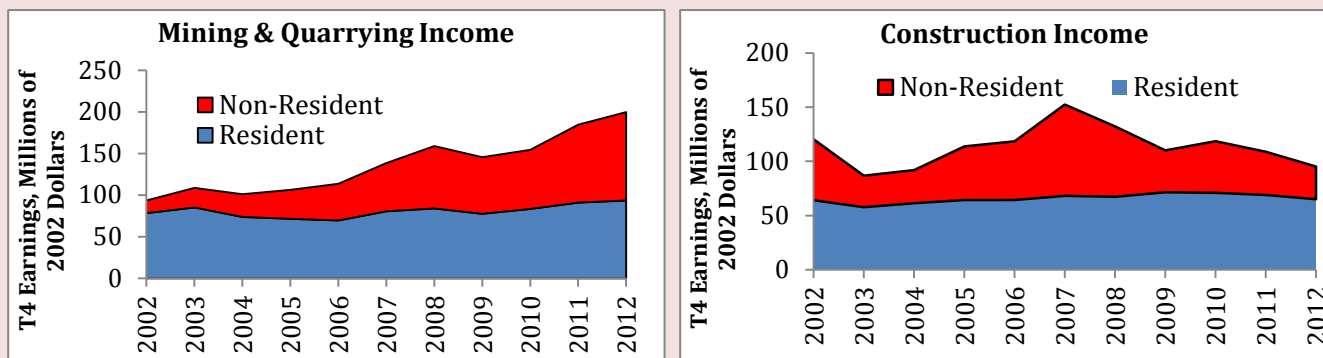 Mining & Quarrying Income
T4 Earnings, Millions of
2002 Dollars
250
200
150
100
50
0
Non-Resident
Resident
2002 2003 2004 2005 2006 2007 2008 2009 2010 2011 2012
Construction Income
T4 Earnings, Millions of
2002 Dollars
200
150
100
50
0
Non-Resident Resident
2002 2003 2004 2005 2006 2007 2008 2009 2010 2011 2012